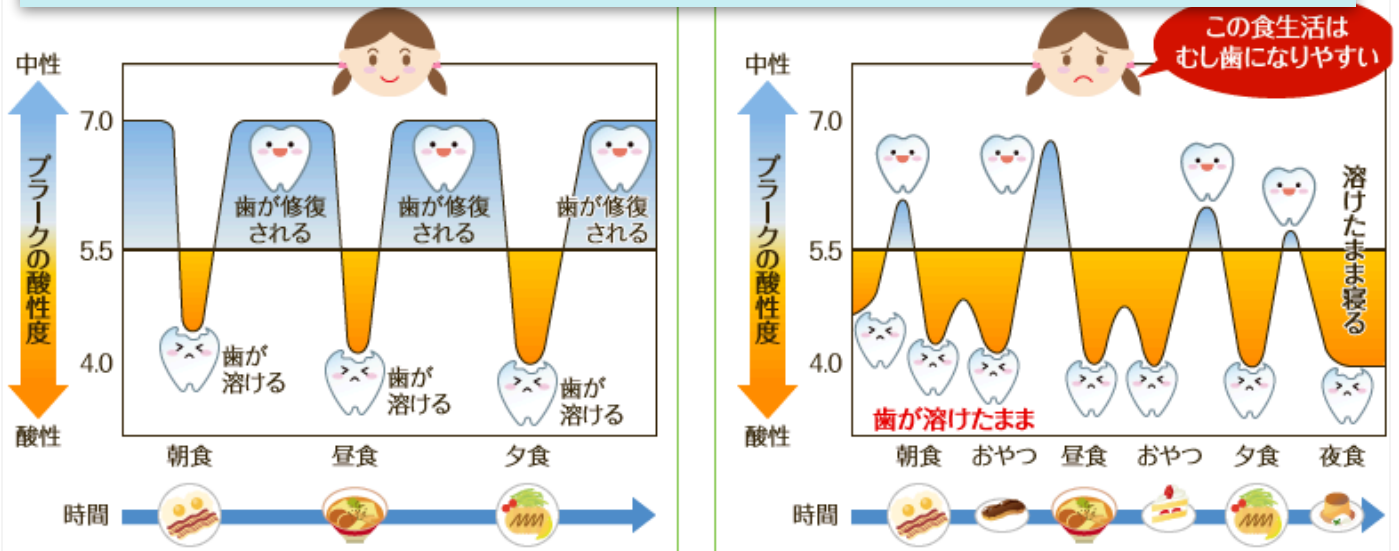 中性
7.0
プラークの酸性度
5.5
4.0
酸性
歯が修復
される
歯が修復
される
歯が修復
される
歯が
溶ける
歯が
溶ける
歯が
溶ける
朝食
昼食
夕食
時間
この食生活は
むし歯になりやすい
中性
7.0
プラークの酸性度
5.5
4.0
酸性
溶けたまま寝る
歯が溶けたまま
朝食
おやつ
昼食
おやつ
夕食
夜食
時間